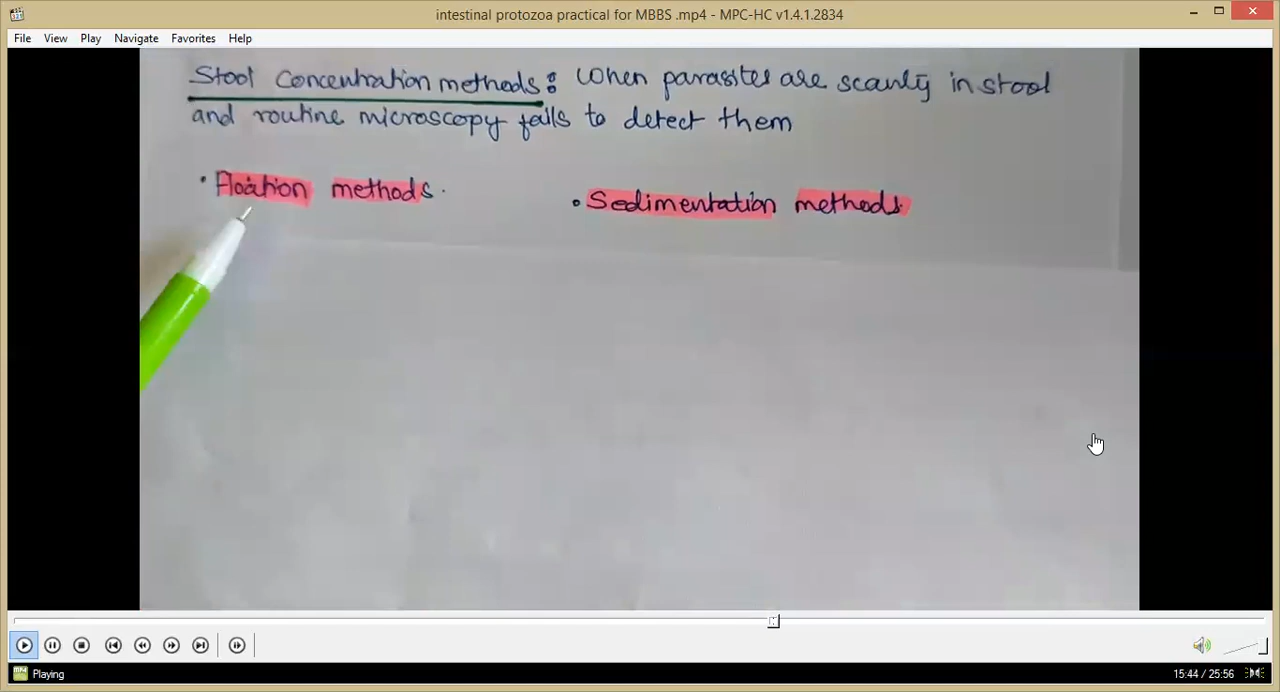 intestinal protozoa practical for MBBS .mp4 - MPC-HC v1.4.1.2834
File View Play Navigate Favorites Help
Stool Concentration methods: When parasites are scanty in stool
and routine microscopy fails to detect them
• Floation methods.
• Sedimentation methods.
Playing
15:44 / 25:56